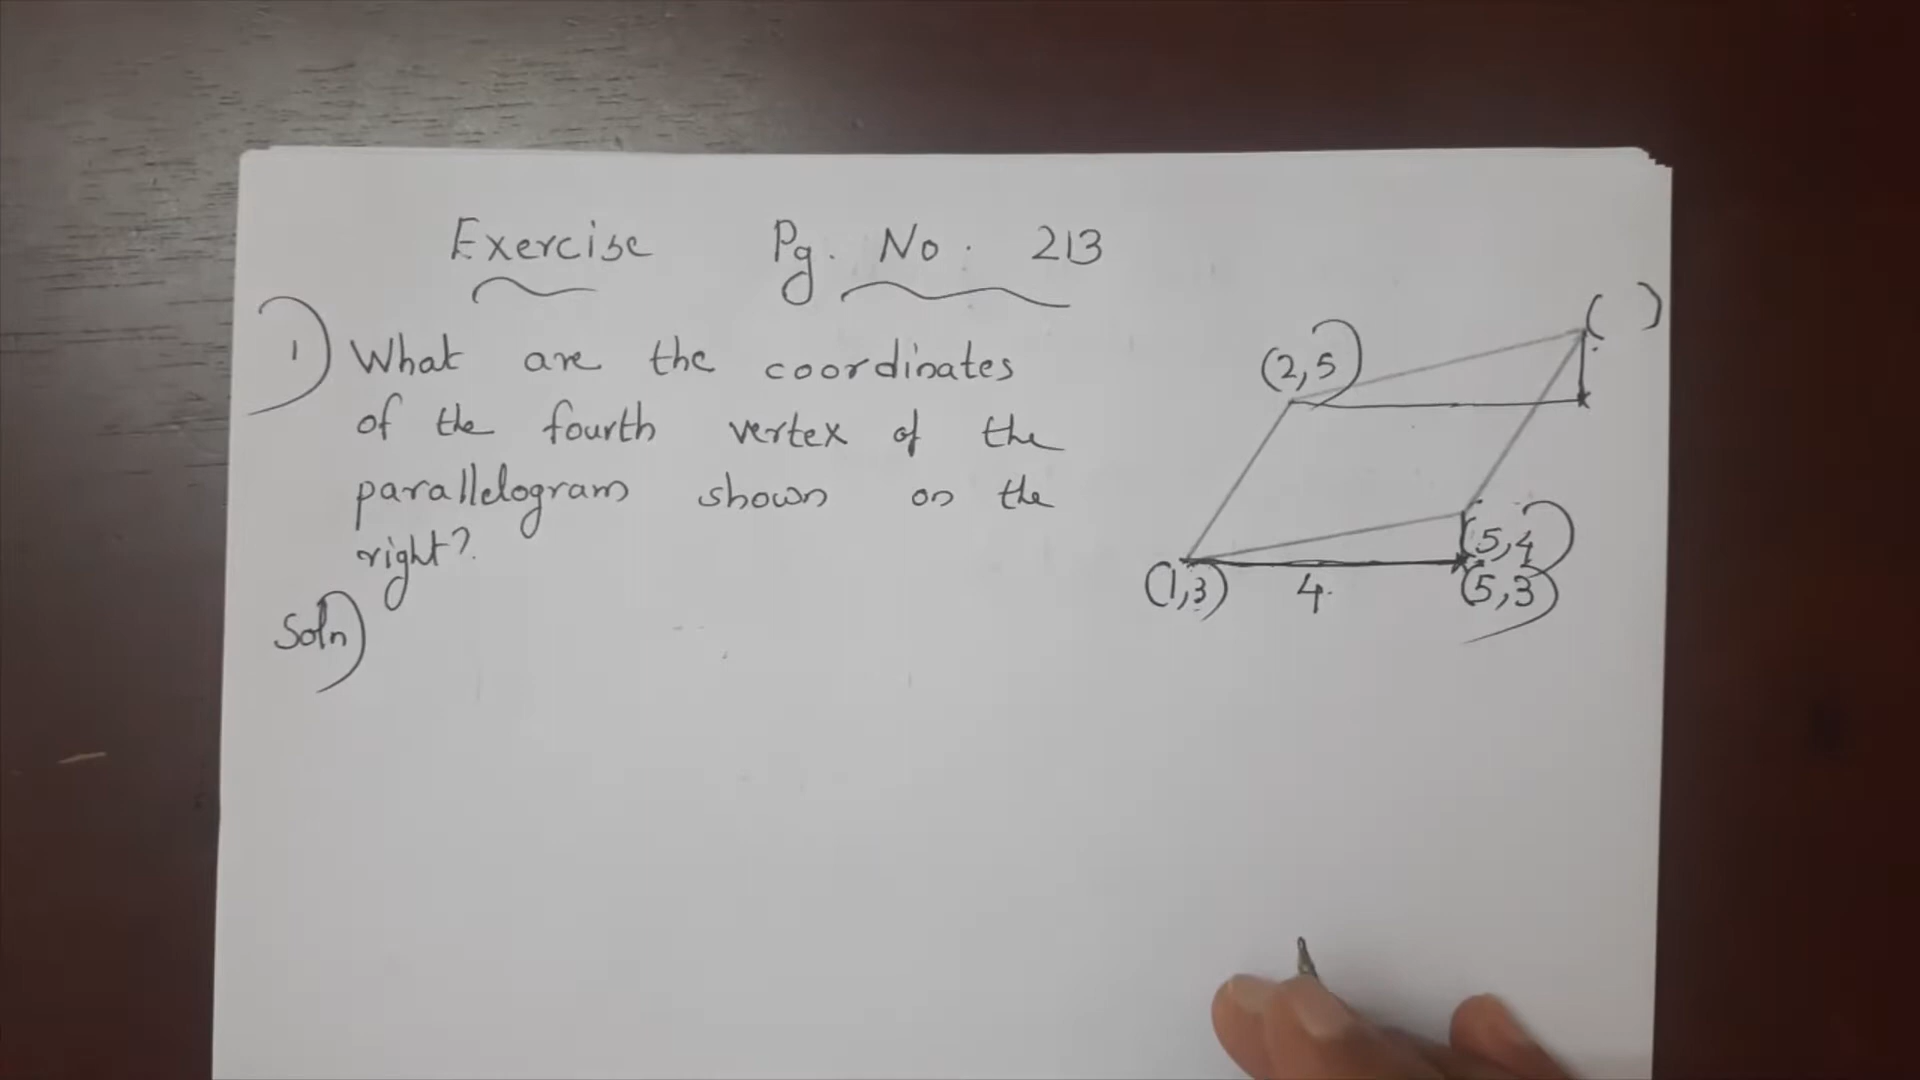 Exercise Pg. No. 213
1) What are the coordinates
of the fourth vertex of the
parallelogram shown on the
right?
Soln)
( )
(2,5)
(5,4)
(1,3) 4 (5,3)